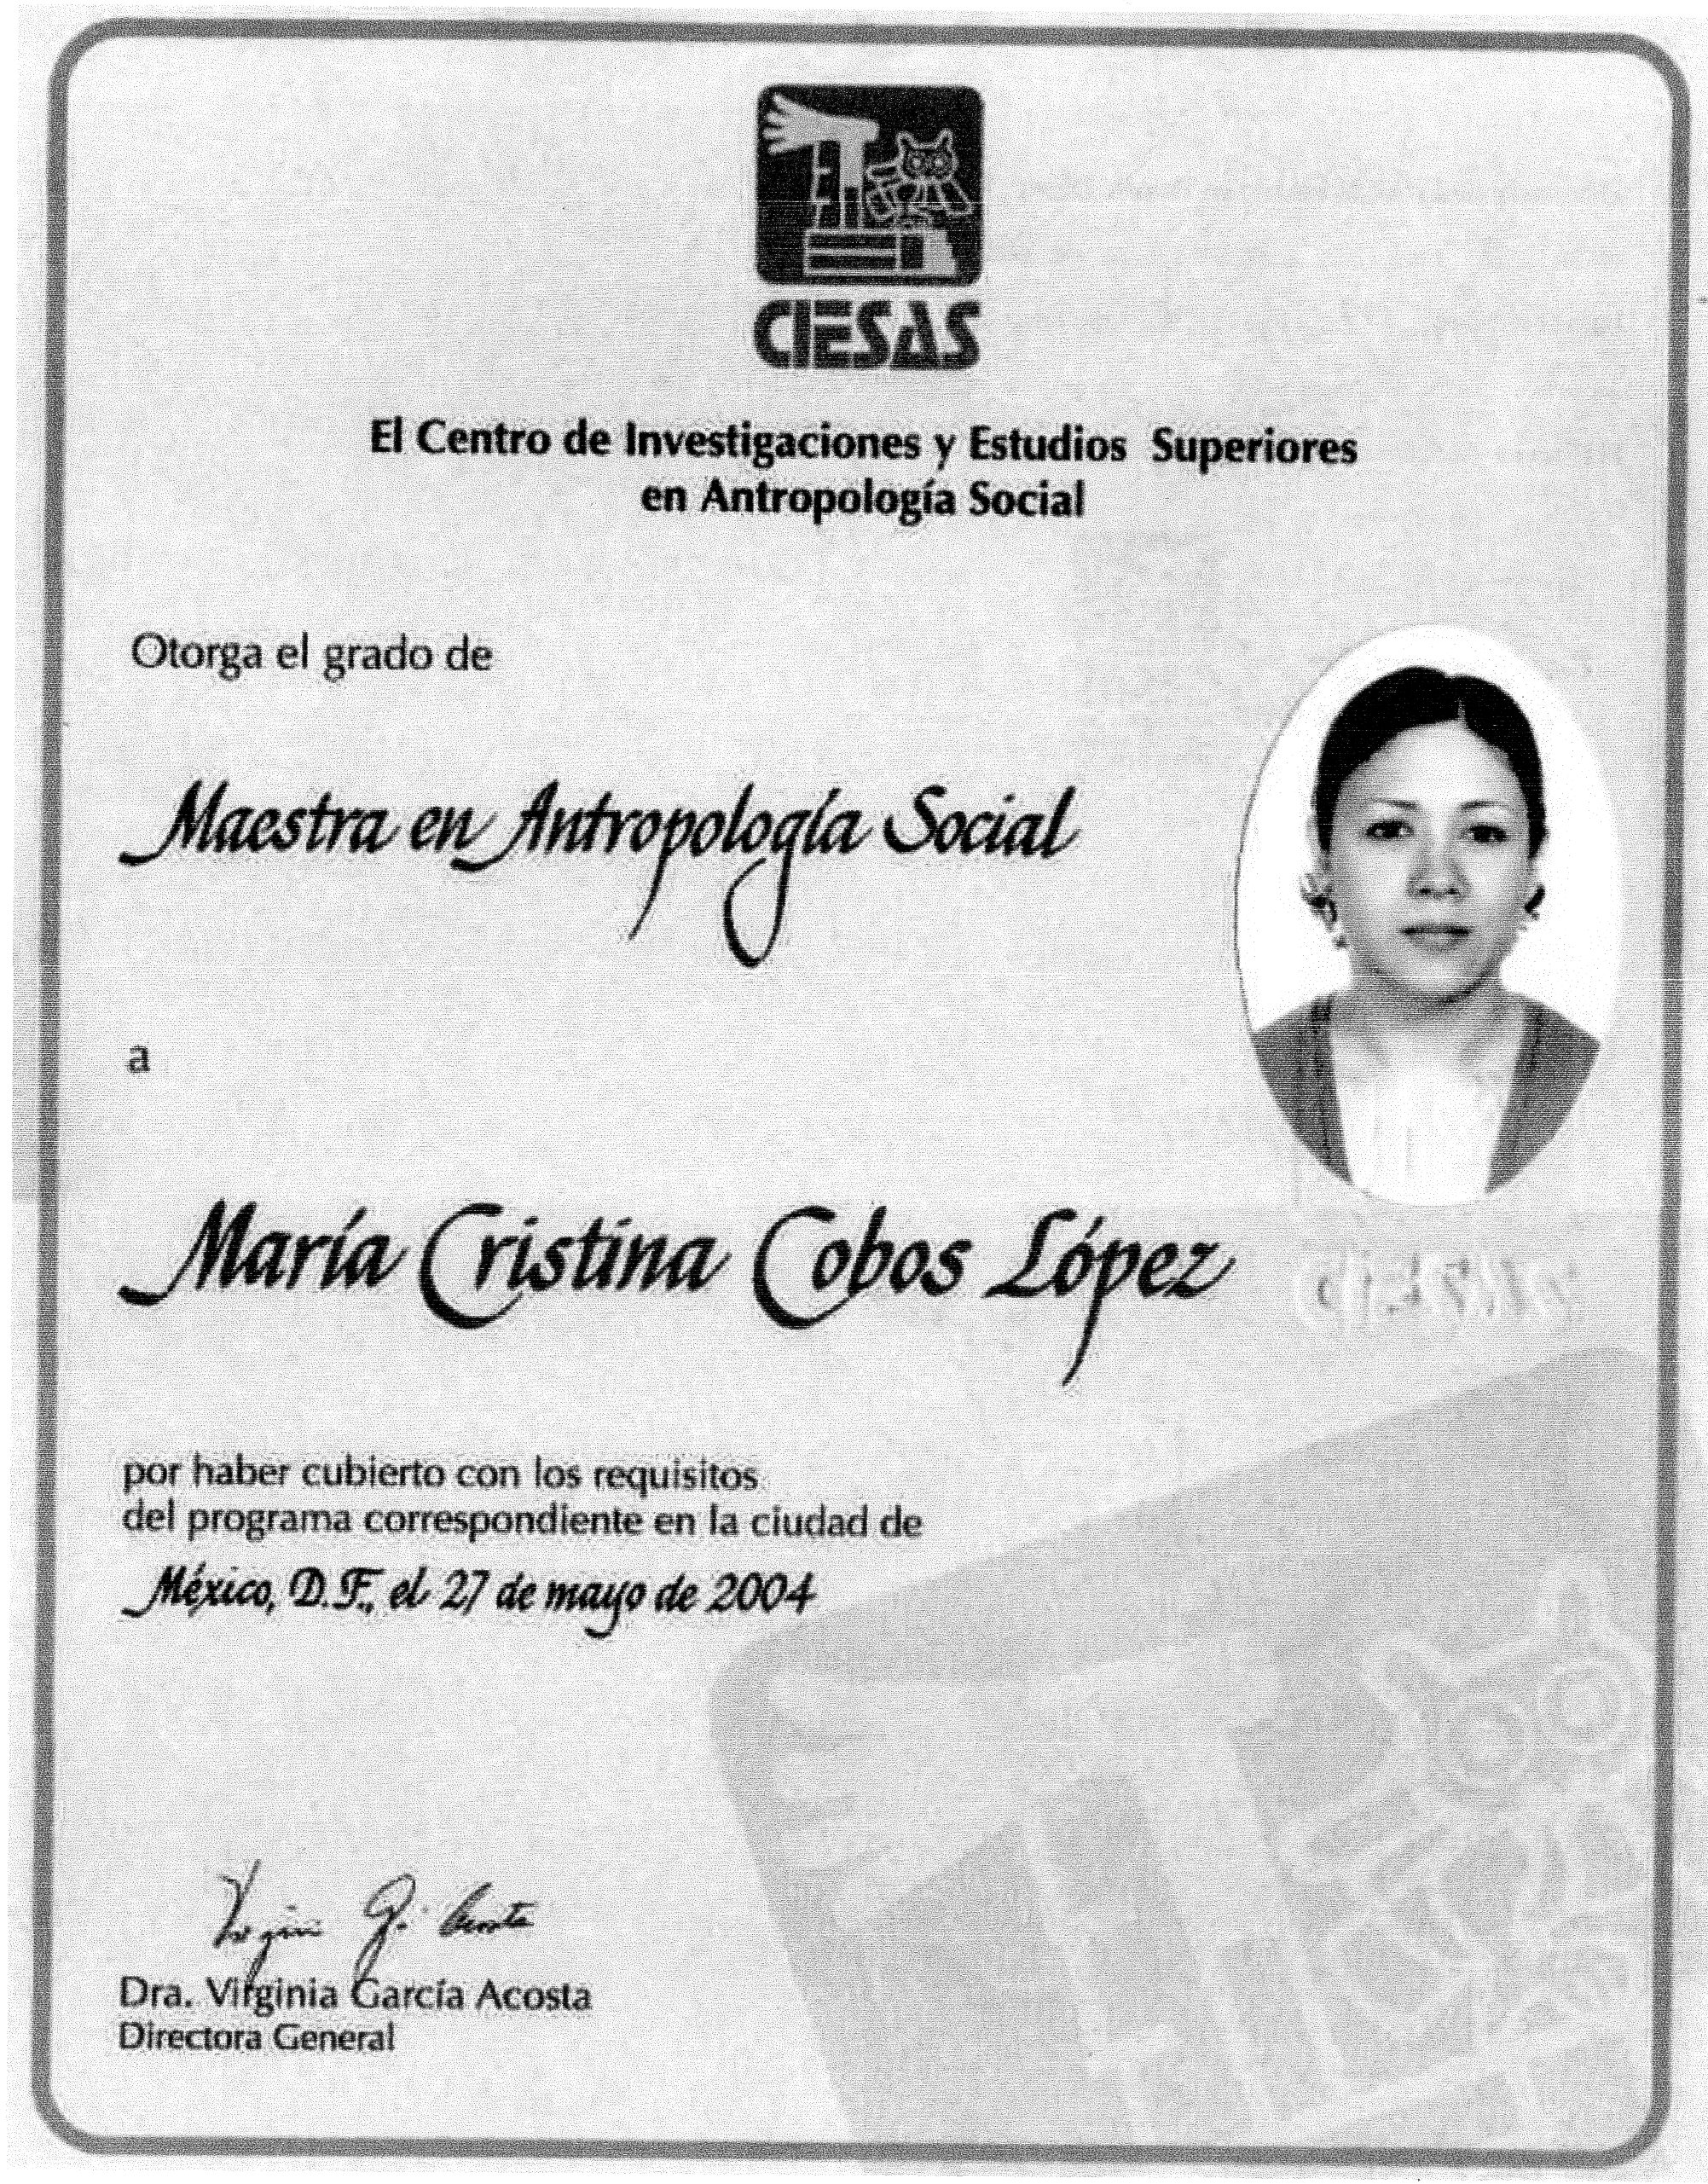 CIESAS
El Centro de Investigaciones y Estudios Superiores
en Antropología Social
Otorga el grado de
Maestra en Antropología Social
a
María Cristina Cobos López
CIESAS
por haber cubierto con los requisitos
del programa correspondiente en la ciudad de
México, D.F., el 27 de mayo de 2004
Dra. Virginia García Acosta
Directora General